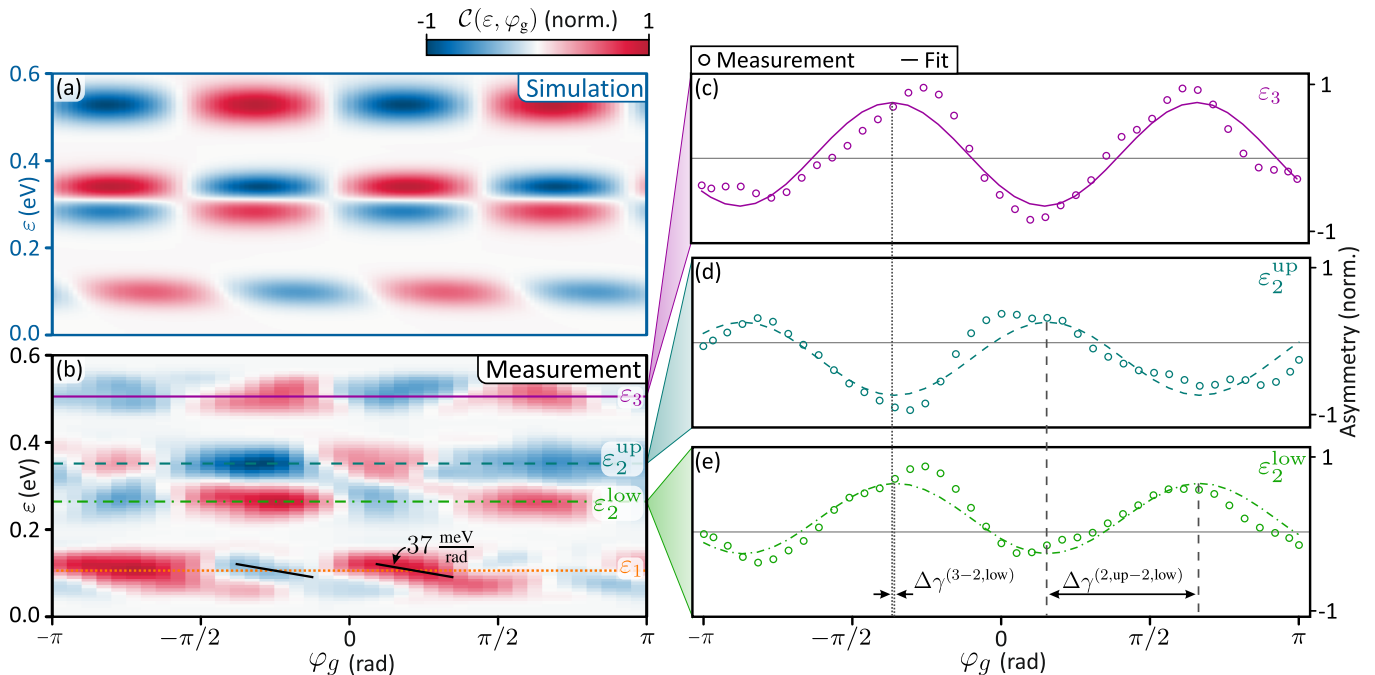 -1 𝒞(ε, φg) (norm.) 1
(a) Simulation
0.6
0.4
0.2
0.0
ε (eV)
(b) Measurement
0.6
0.4
0.2
0.0
ε (eV)
ε₃
ε₂ᵘᵖ
ε₂ˡᵒʷ
ε₁
37 meV/rad
−π −π/2 0 π/2 π
φg (rad)
Measurement Fit
(c) ε₃
1
-1
(d) ε₂ᵘᵖ
1
-1
Asymmetry (norm.)
(e) ε₂ˡᵒʷ
1
-1
Δγ⁽³⁻²,ˡᵒʷ⁾ Δγ⁽²,ᵘᵖ⁻²,ˡᵒʷ⁾
−π −π/2 0 π/2 π
φg (rad)